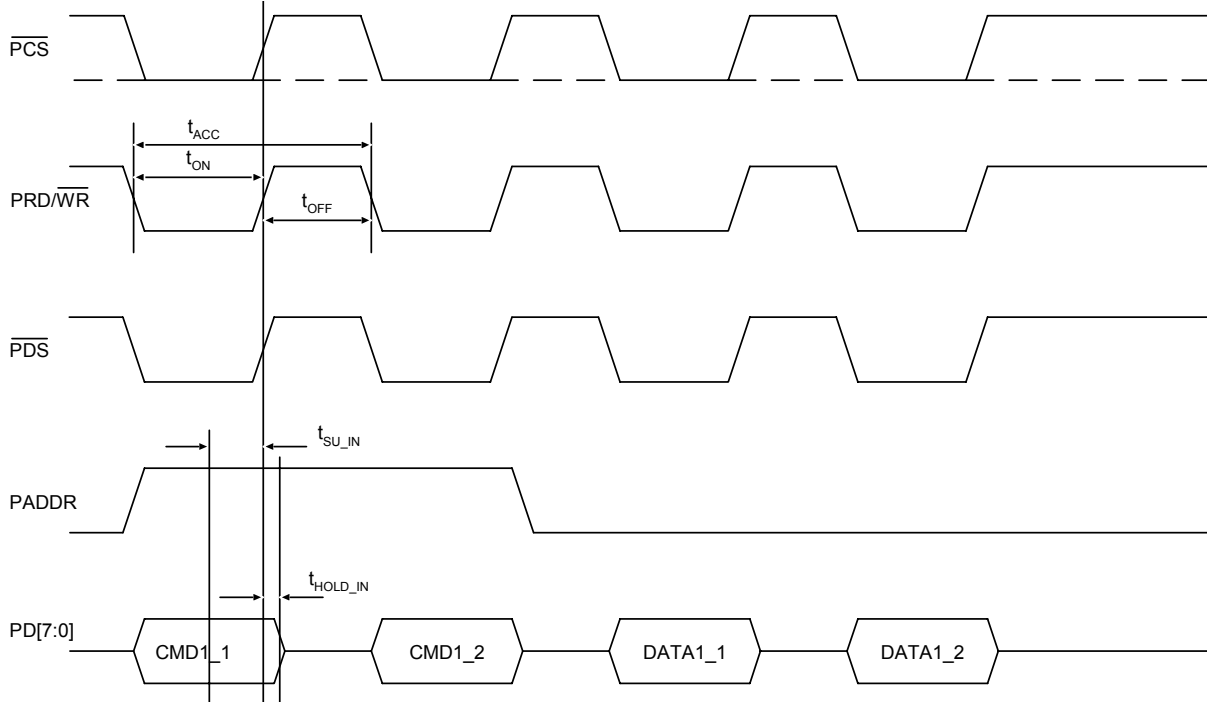 PCS
tACC
tON
PRD/WR
tOFF
PDS
tSU_IN
PADDR
tHOLD_IN
PD[7:0]
CMD1_1
CMD1_2
DATA1_1
DATA1_2